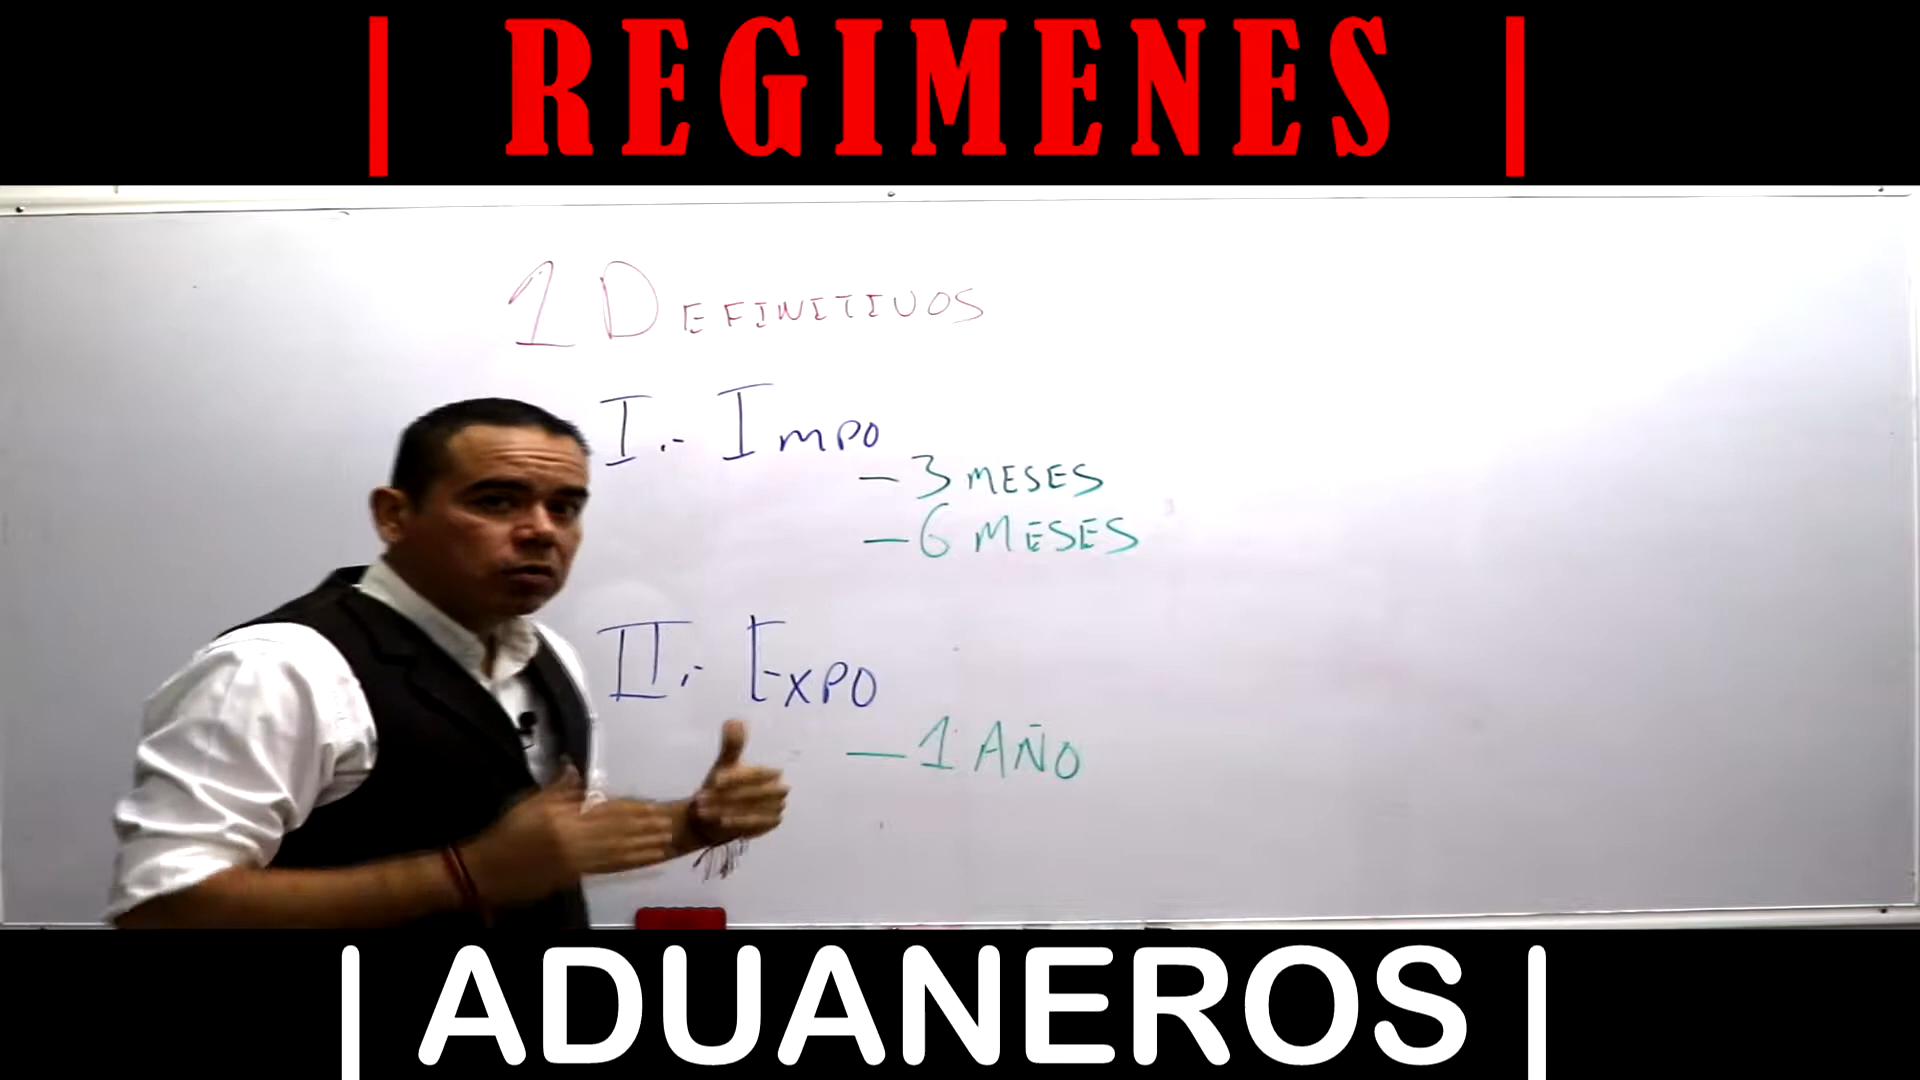 | REGIMENES |
1 DEFINITIVOS
I.- IMPO
- 3 MESES
- 6 MESES
II.- EXPO
- 1 AÑO
| ADUANEROS |